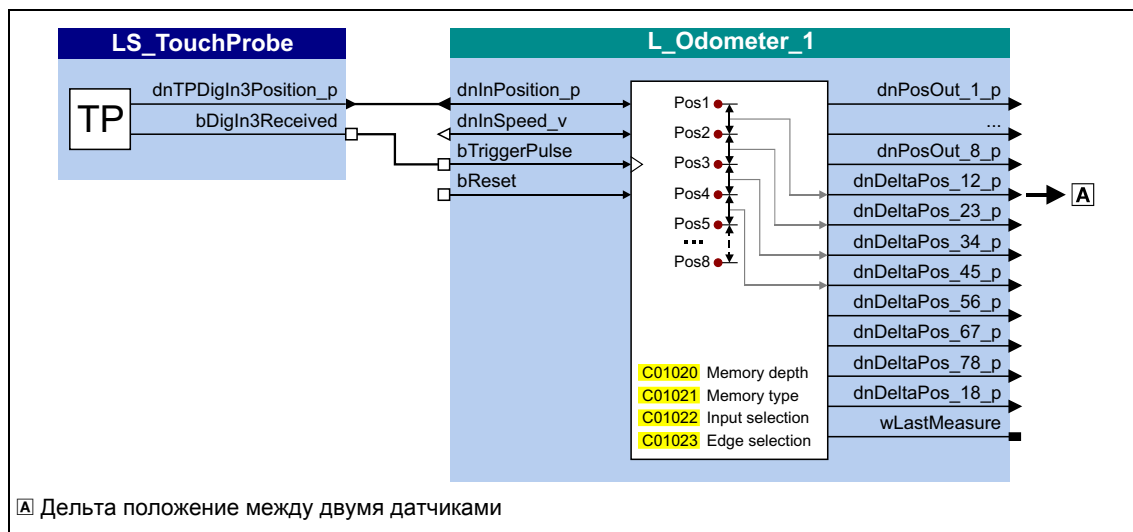 LS_TouchProbe
L_Odometer_1
TP
dnTPDigIn3Position_p
bDigIn3Received
dnInPosition_p
dnInSpeed_v
bTriggerPulse
bReset
Pos1
Pos2
Pos3
Pos4
Pos5
...
Pos8
C01020 Memory depth
C01021 Memory type
C01022 Input selection
C01023 Edge selection
dnPosOut_1_p
...
dnPosOut_8_p
dnDeltaPos_12_p
A
dnDeltaPos_23_p
dnDeltaPos_34_p
dnDeltaPos_45_p
dnDeltaPos_56_p
dnDeltaPos_67_p
dnDeltaPos_78_p
dnDeltaPos_18_p
wLastMeasure
A Дельта положение между двумя датчиками